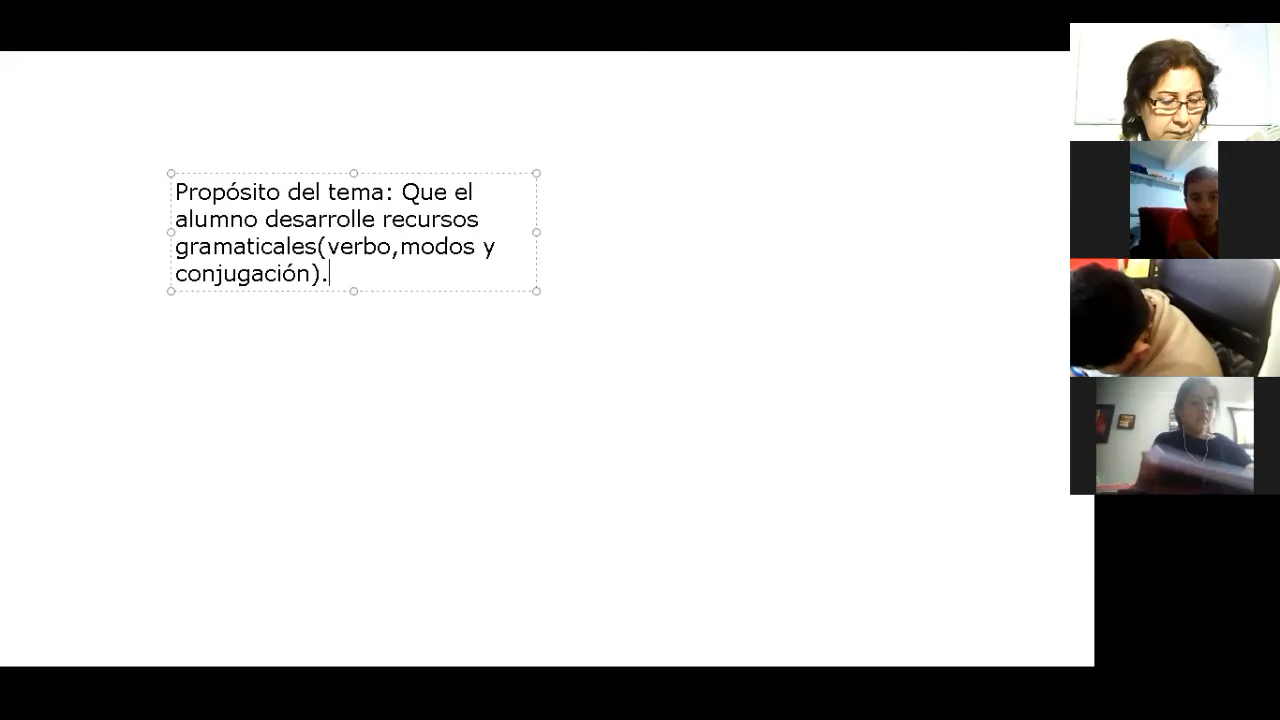 Propósito del tema: Que el
alumno desarrolle recursos
gramaticales(verbo,modos y
conjugación).